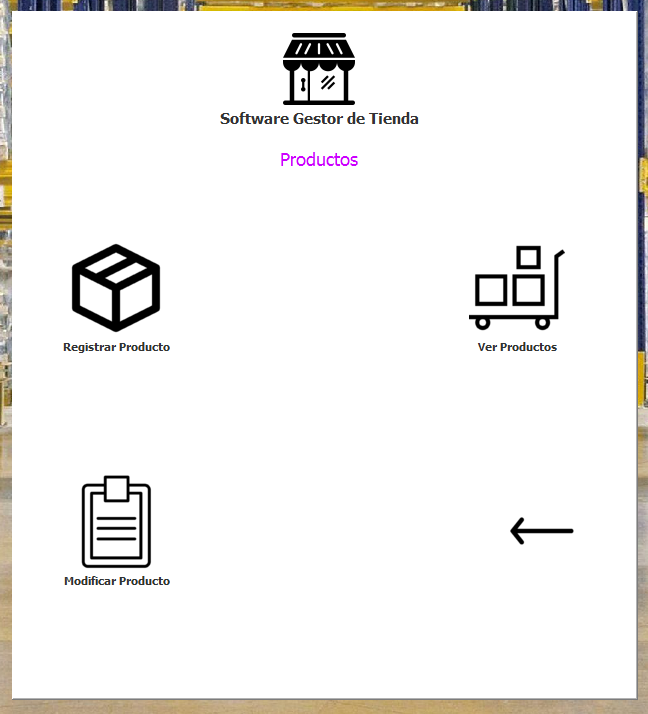 Software Gestor de Tienda
Productos
Registrar Producto
Ver Productos
Modificar Producto